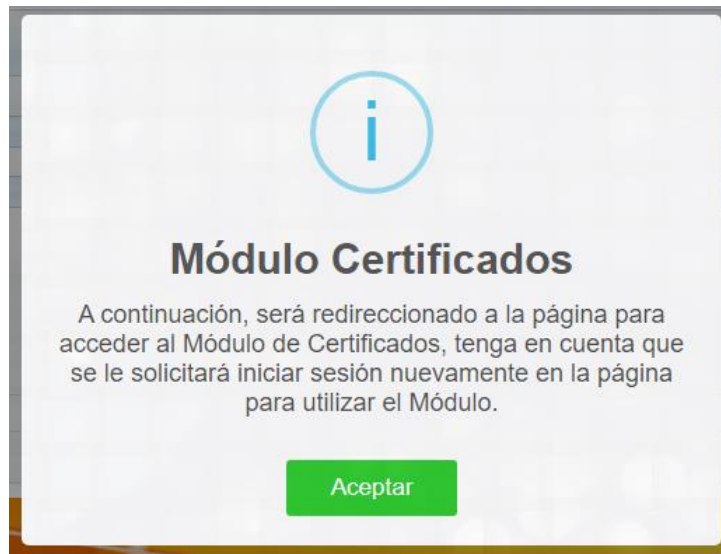 i
Módulo Certificados
A continuación, será redireccionado a la página para
acceder al Módulo de Certificados, tenga en cuenta que
se le solicitará iniciar sesión nuevamente en la página
para utilizar el Módulo.
Aceptar